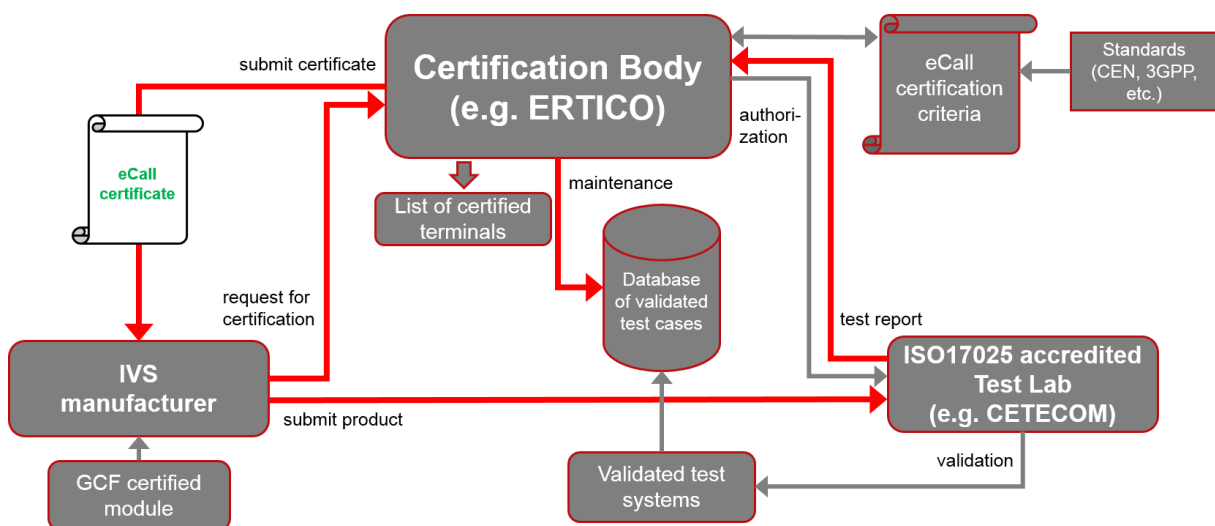 submit certificate
Certification Body
(e.g. ERTICO)
eCall
certification
criteria
Standards
(CEN, 3GPP,
etc.)
authori-
zation
eCall
certificate
maintenance
List of certified
terminals
Database
of validated
test cases
request for
certification
test report
IVS
manufacturer
ISO17025 accredited
Test Lab
(e.g. CETECOM)
submit product
validation
GCF certified
module
Validated test
systems